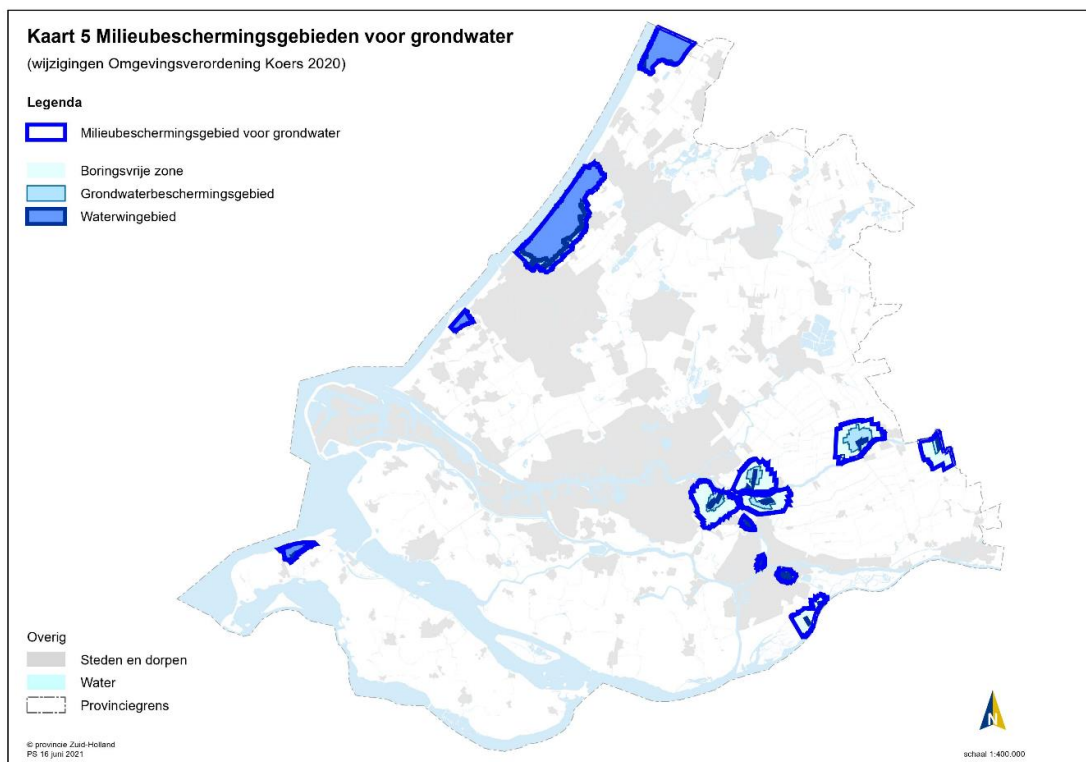 Kaart 5 Milieubeschermingsgebieden voor grondwater
(wijzigingen Omgevingsverordening Koers 2020)
Legenda
Milieubeschermingsgebied voor grondwater
Boringsvrije zone
Grondwaterbeschermingsgebied
Waterwingebied
Overig
Steden en dorpen
Water
Provinciegrens
© provincie Zuid-Holland
PS 16 juni 2021
N
schaal 1:400.000